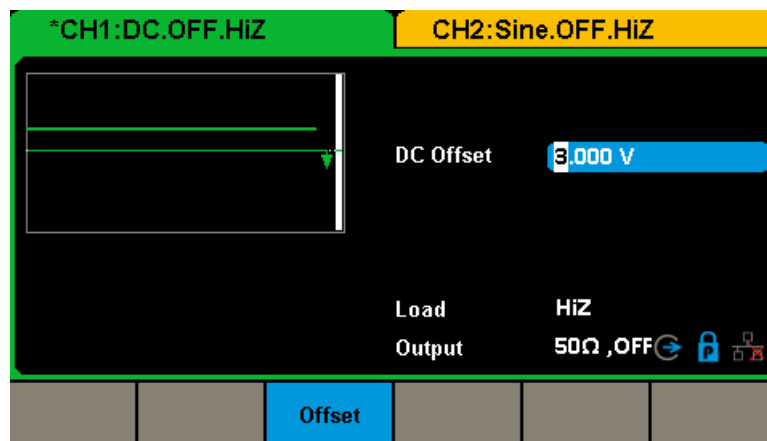 *CH1:DC.OFF.HiZ
CH2:Sine.OFF.HiZ
DC Offset 3.000 V
Load HiZ
Output 50Ω ,OFF
P
Offset